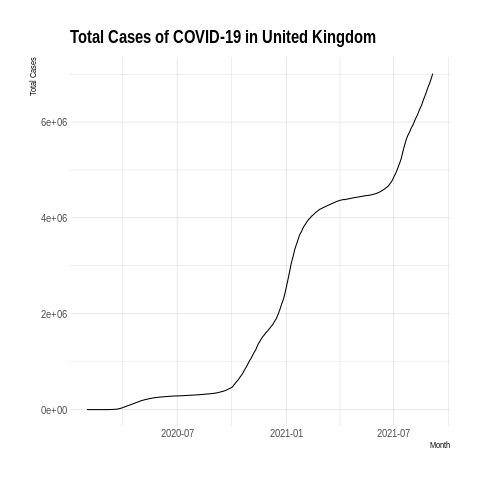 Total Cases of COVID-19 in United Kingdom
Total Cases
6e+06
4e+06
2e+06
0e+00
2020-07 2021-01 2021-07
Month